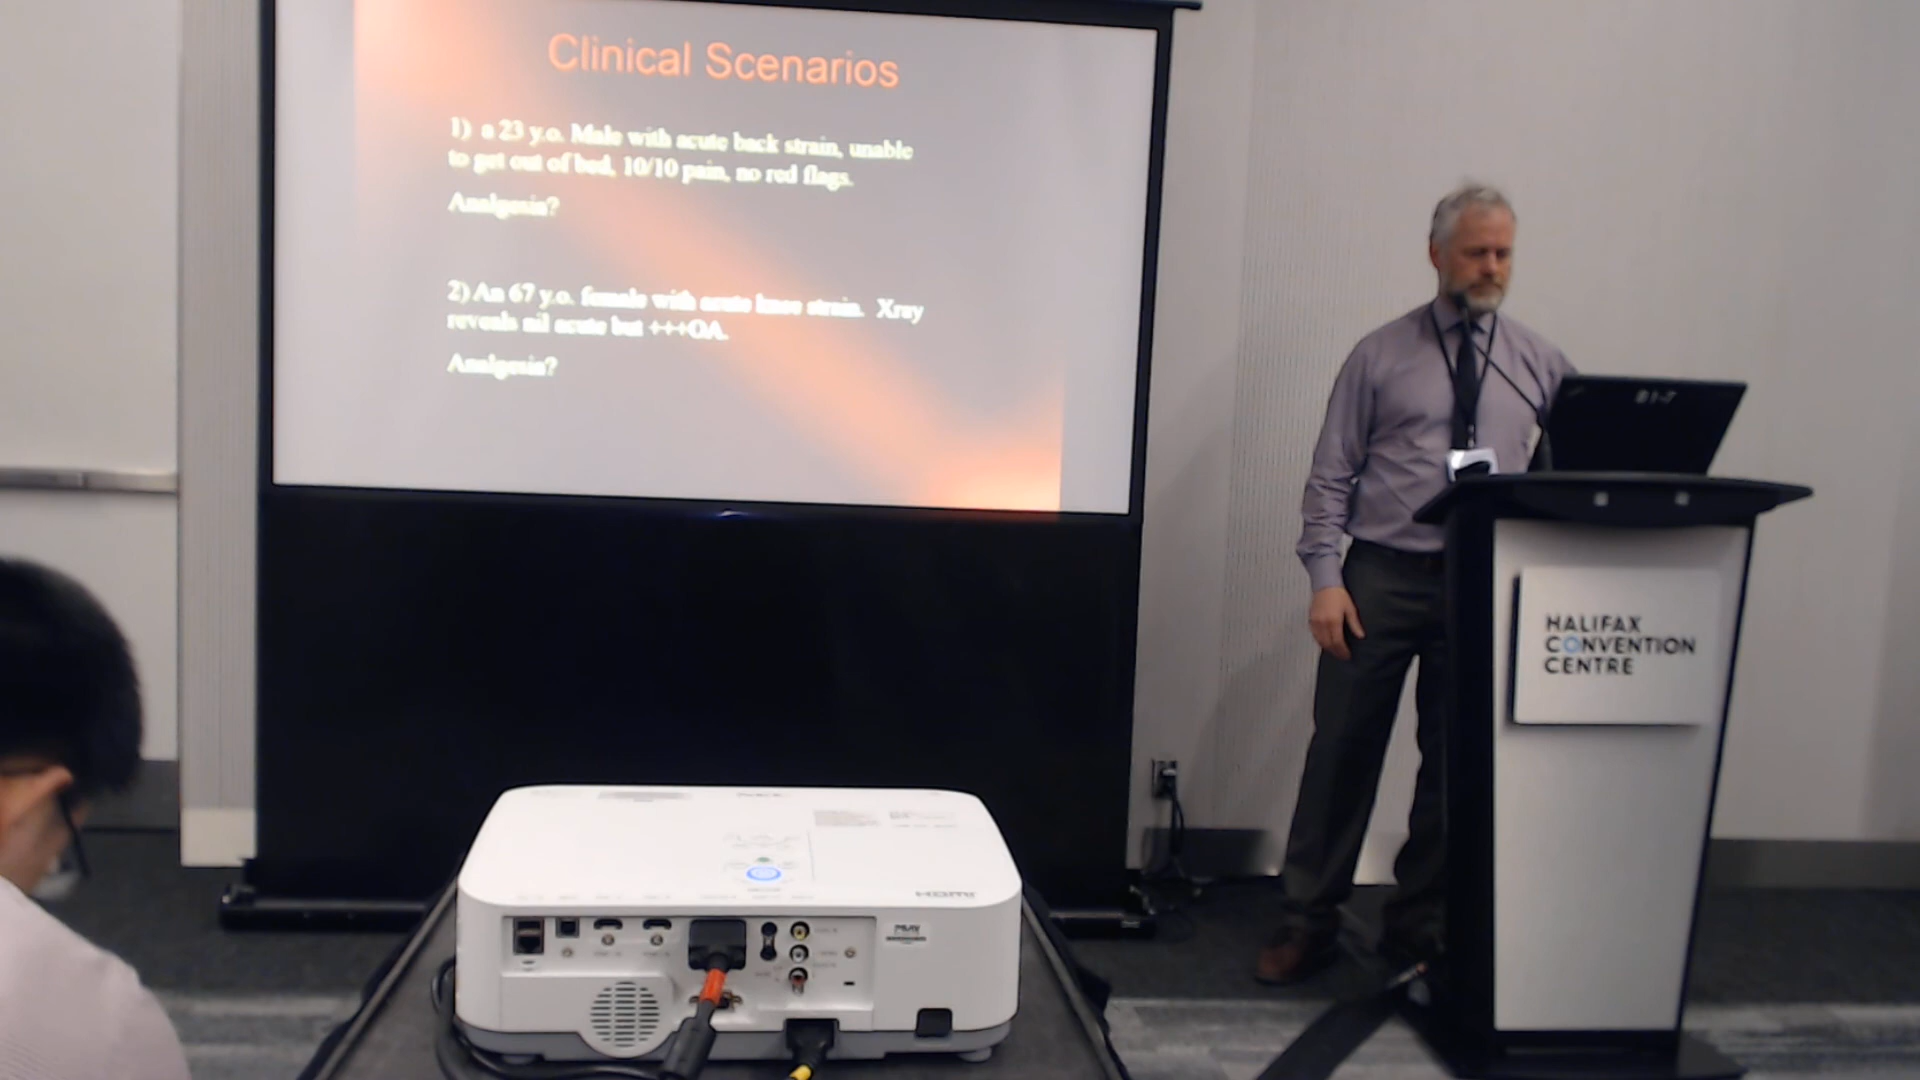 Clinical Scenarios
1) a 23 y.o. Male with acute back strain, unable
to get out of bed, 10/10 pain, no red flags.
Analgesia?
2) An 67 y.o. female with acute knee strain. Xray
reveals nil acute but +++OA.
Analgesia?
81-7
HALIFAX
CONVENTION
CENTRE
HDMI